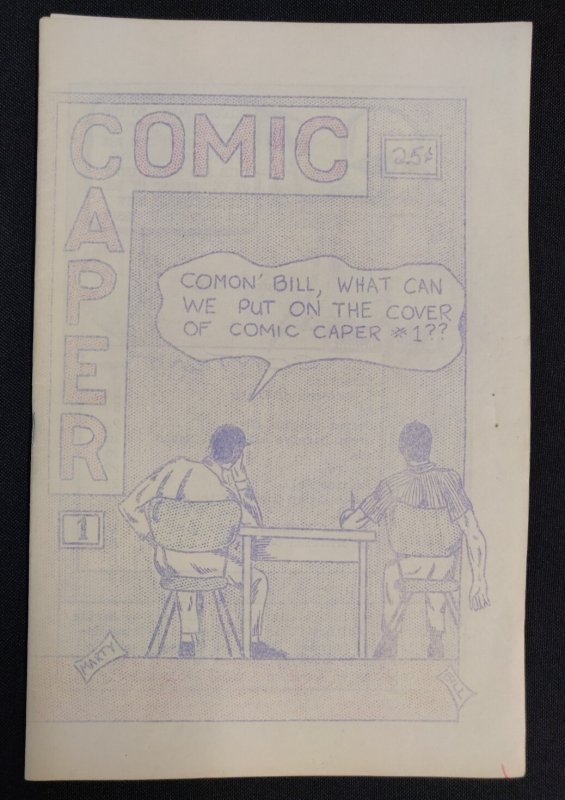 COMIC
CAPER
25¢
COMON' BILL, WHAT CAN
WE PUT ON THE COVER
OF COMIC CAPER #1??
1
MARTY
BILL